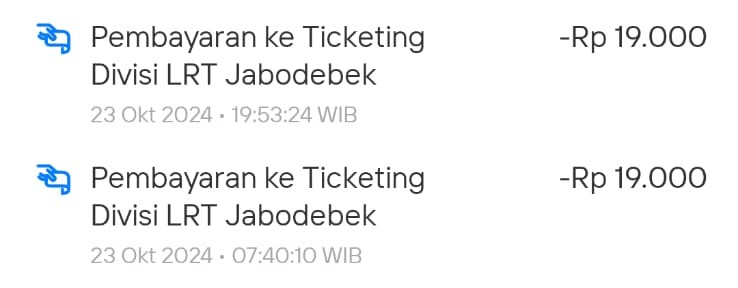 Pembayaran ke Ticketing -Rp 19.000
Divisi LRT Jabodebek
23 Okt 2024 • 19:53:24 WIB
Pembayaran ke Ticketing -Rp 19.000
Divisi LRT Jabodebek
23 Okt 2024 • 07:40:10 WIB